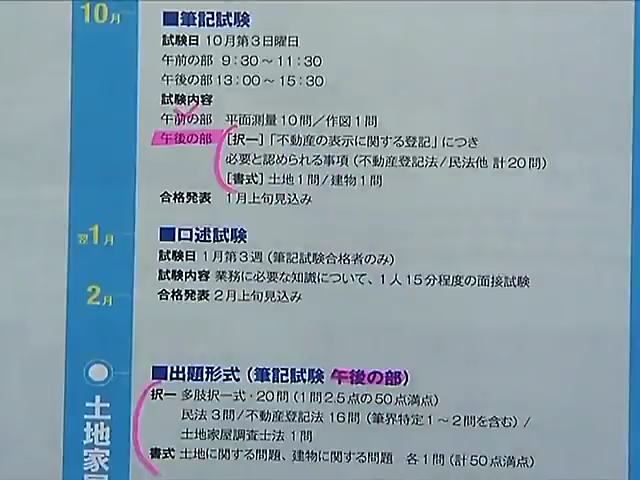 10月
■筆記試験
試験日 10月第3日曜日
午前の部 9:30～11:30
午後の部 13:00～15:30
試験内容
午前の部 平面測量10問／作図1問
午後の部 [択一]「不動産の表示に関する登記」につき
必要と認められる事項（不動産登記法/民法他 計20問）
[書式]土地1問/建物1問
合格発表 1月上旬見込み
翌1月
■口述試験
試験日 1月第3週（筆記試験合格者のみ）
試験内容 業務に必要な知識について、1人15分程度の面接試験
2月
合格発表 2月上旬見込み
■出題形式（筆記試験 午後の部）
択一 多肢択一式・20問（1問2.5点の50点満点）
民法3問/不動産登記法16問（筆界特定1～2問を含む）/
土地家屋調査士法1問
書式 土地に関する問題、建物に関する問題 各1問（計50点満点）
土地家